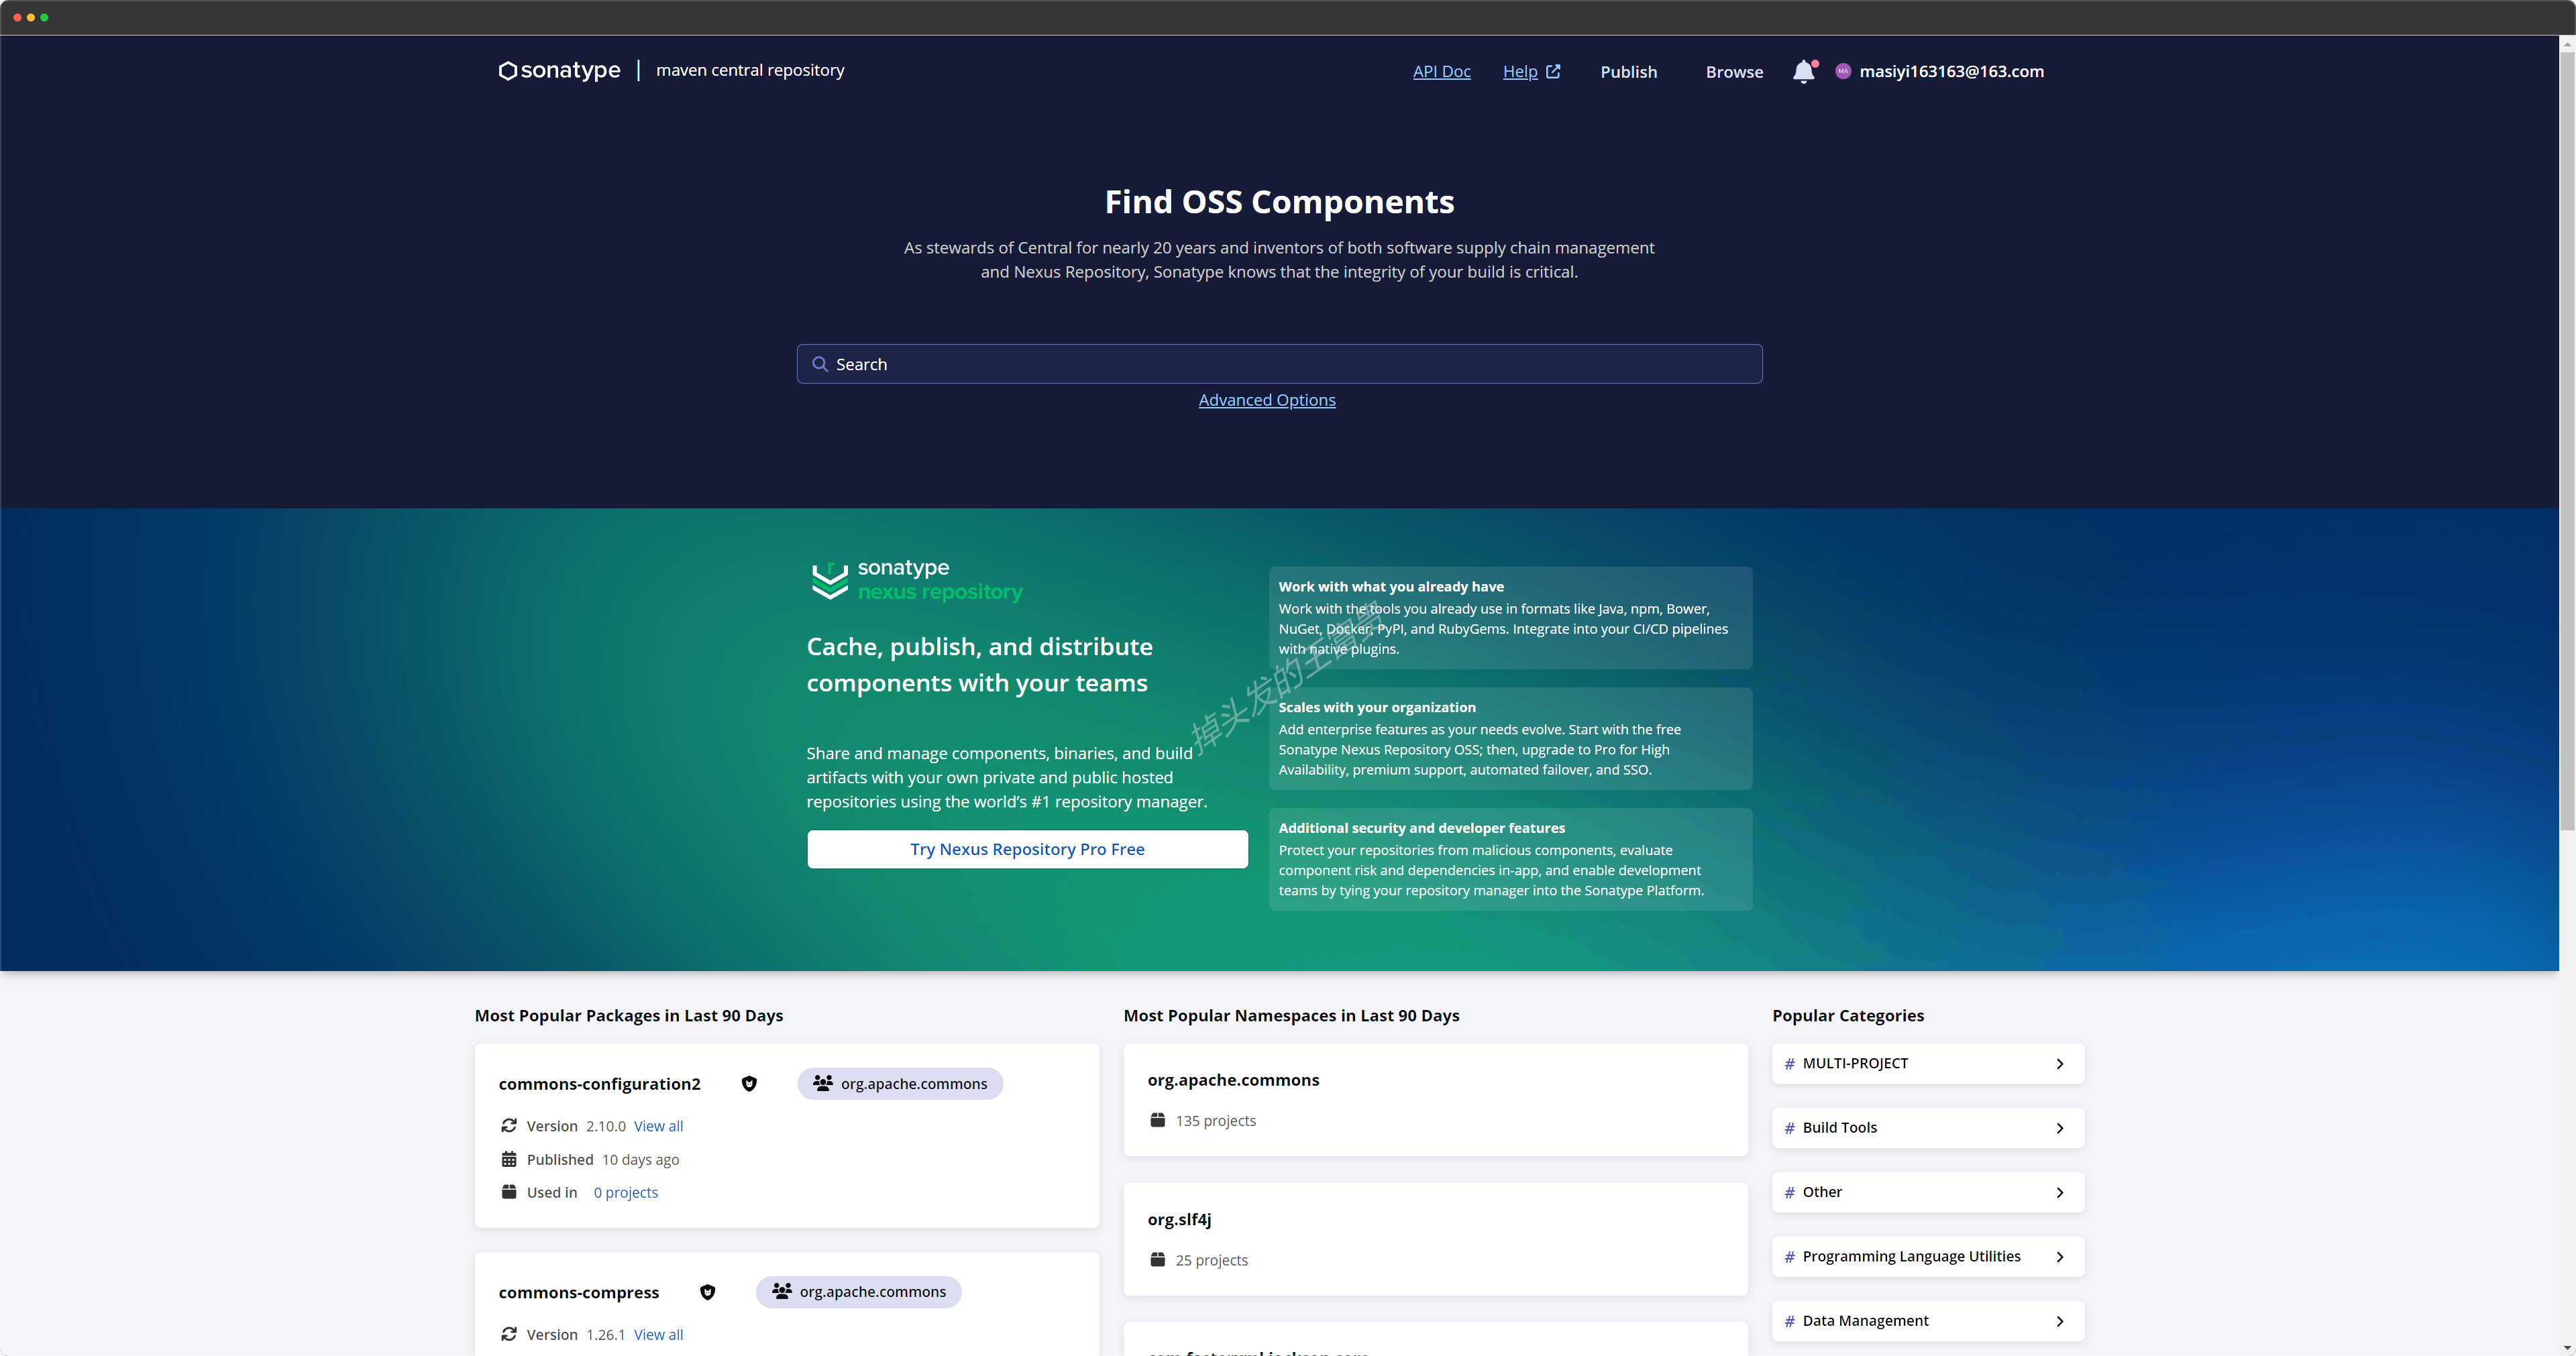 sonatype | maven central repository
API Doc Help Publish Browse MA masiyi163163@163.com
Find OSS Components
As stewards of Central for nearly 20 years and inventors of both software supply chain management
and Nexus Repository, Sonatype knows that the integrity of your build is critical.
Search
Advanced Options
sonatype
nexus repository
Cache, publish, and distribute
components with your teams
Share and manage components, binaries, and build
artifacts with your own private and public hosted
repositories using the world’s #1 repository manager.
Try Nexus Repository Pro Free
Work with what you already have
Work with the tools you already use in formats like Java, npm, Bower,
NuGet, Docker, PyPI, and RubyGems. Integrate into your CI/CD pipelines
with native plugins.
Scales with your organization
Add enterprise features as your needs evolve. Start with the free
Sonatype Nexus Repository OSS; then, upgrade to Pro for High
Availability, premium support, automated failover, and SSO.
Additional security and developer features
Protect your repositories from malicious components, evaluate
component risk and dependencies in-app, and enable development
teams by tying your repository manager into the Sonatype Platform.
掉头发的王富贵
Most Popular Packages in Last 90 Days
commons-configuration2 org.apache.commons
Version 2.10.0 View all
Published 10 days ago
Used in 0 projects
commons-compress org.apache.commons
Version 1.26.1 View all
Most Popular Namespaces in Last 90 Days
org.apache.commons
135 projects
org.slf4j
25 projects
Popular Categories
# MULTI-PROJECT
# Build Tools
# Other
# Programming Language Utilities
# Data Management